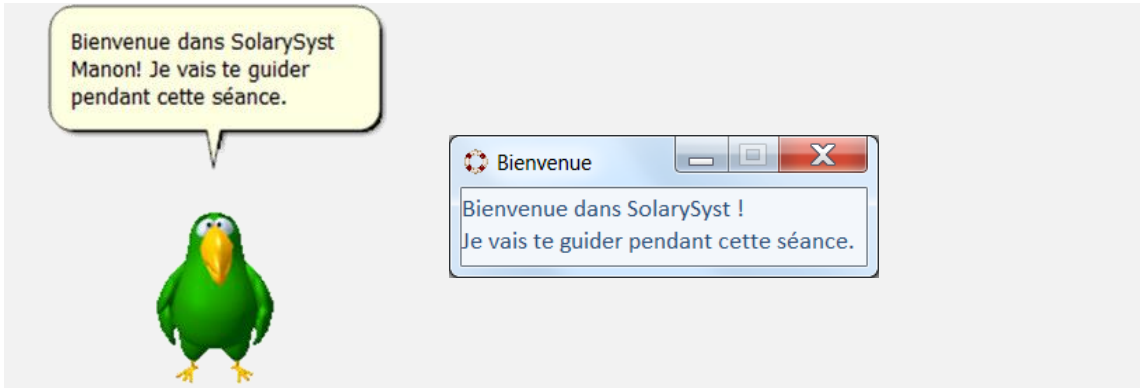 Bienvenue dans SolarySyst
Manon! Je vais te guider
pendant cette séance.
Bienvenue
Bienvenue dans SolarySyst !
Je vais te guider pendant cette séance.